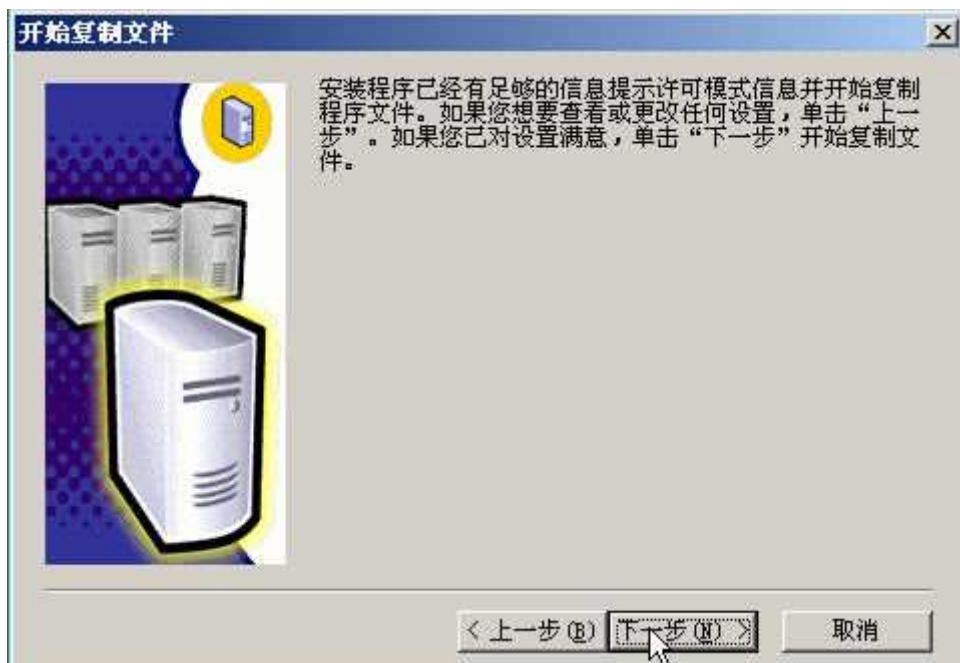 开始复制文件
安装程序已经有足够的信息提示许可模式信息并开始复制
程序文件。如果您想要查看或更改任何设置，单击“上一
步”。如果您已对设置满意，单击“下一步”开始复制文
件。
< 上一步(B)
下一步(N) >
取消